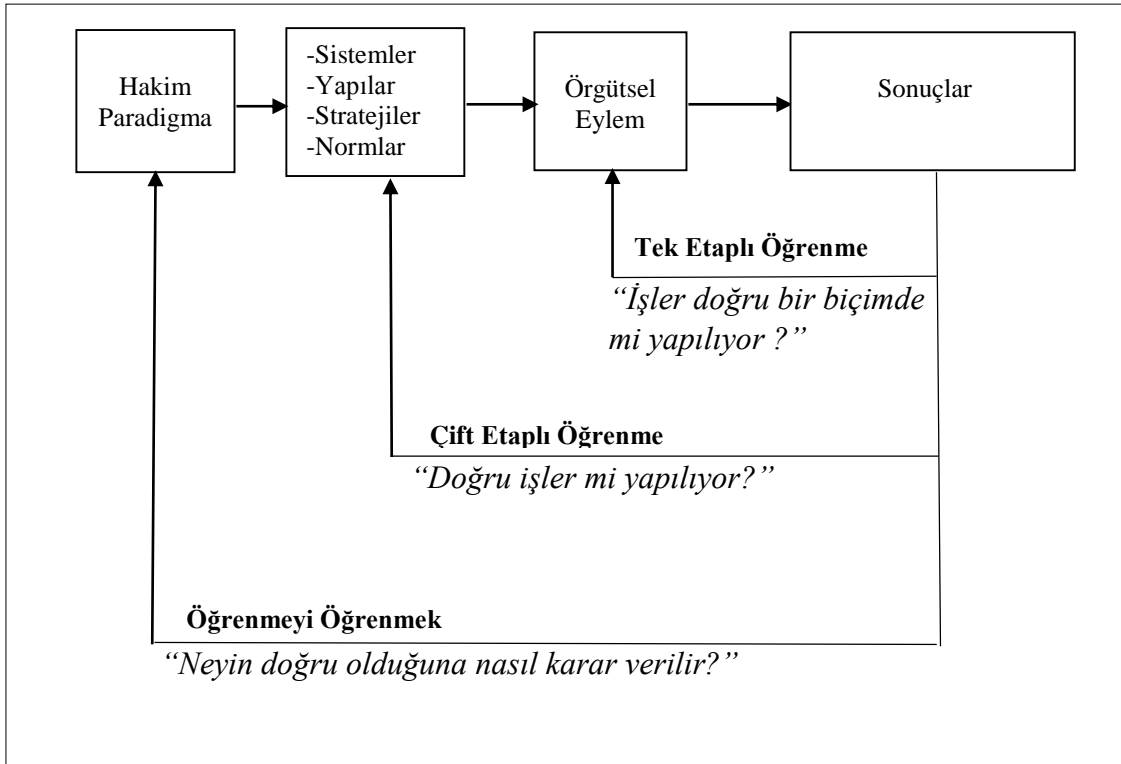 Hakim
Paradigma
-Sistemler
-Yapılar
-Stratejiler
-Normlar
Örgütsel
Eylem
Sonuçlar
Tek Etaplı Öğrenme
“İşler doğru bir biçimde
mi yapılıyor ?”
Çift Etaplı Öğrenme
“Doğru işler mi yapılıyor?”
Öğrenmeyi Öğrenmek
“Neyin doğru olduğuna nasıl karar verilir?”